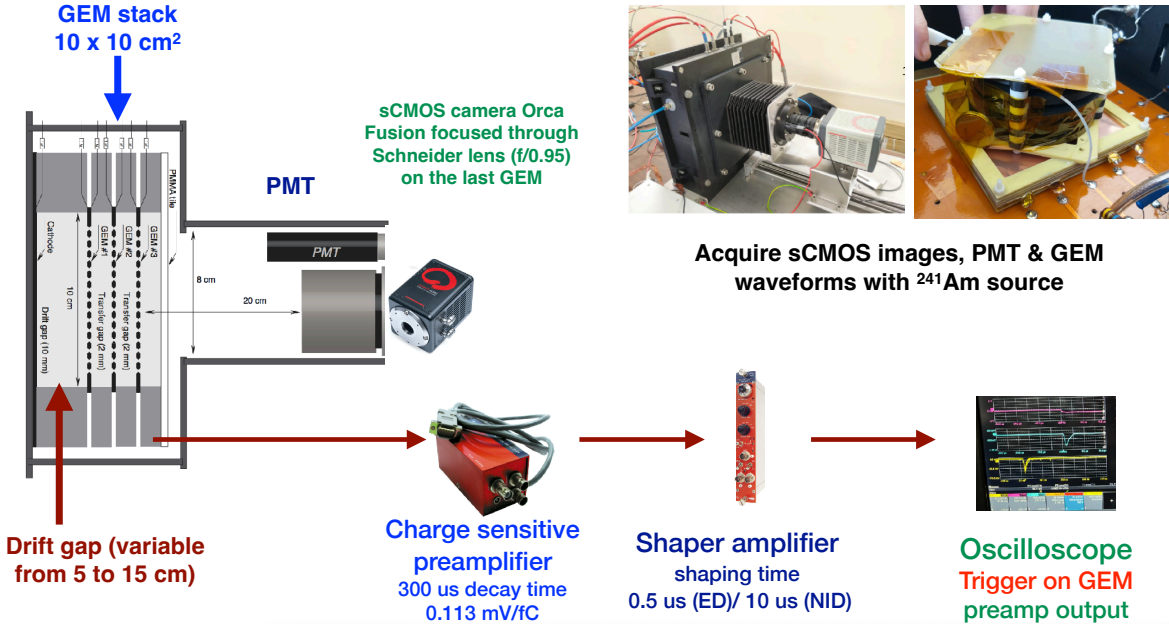 GEM stack
10 x 10 cm²
sCMOS camera Orca
Fusion focused through
Schneider lens (f/0.95)
on the last GEM
PMT
PMT
Cathode
Drift gap (10 mm)
10 cm
GEM #1
Transfer gap (2 mm)
GEM #2
Transfer gap (2 mm)
GEM #3
PMMA tile
8 cm
20 cm
Acquire sCMOS images, PMT & GEM
waveforms with ²⁴¹Am source
Drift gap (variable
from 5 to 15 cm)
Charge sensitive
preamplifier
300 us decay time
0.113 mV/fC
Shaper amplifier
shaping time
0.5 us (ED)/ 10 us (NID)
Oscilloscope
Trigger on GEM
preamp output